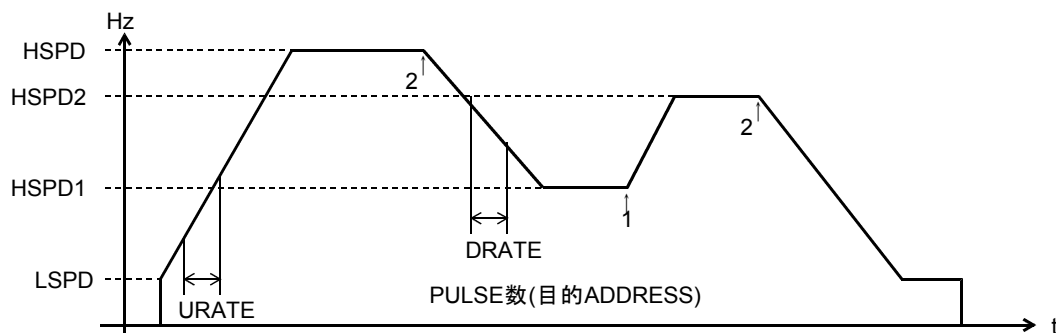 Hz
HSPD
2
HSPD2
2
HSPD1
1
DRATE
LSPD
PULSE数(目的ADDRESS)
URATE
t